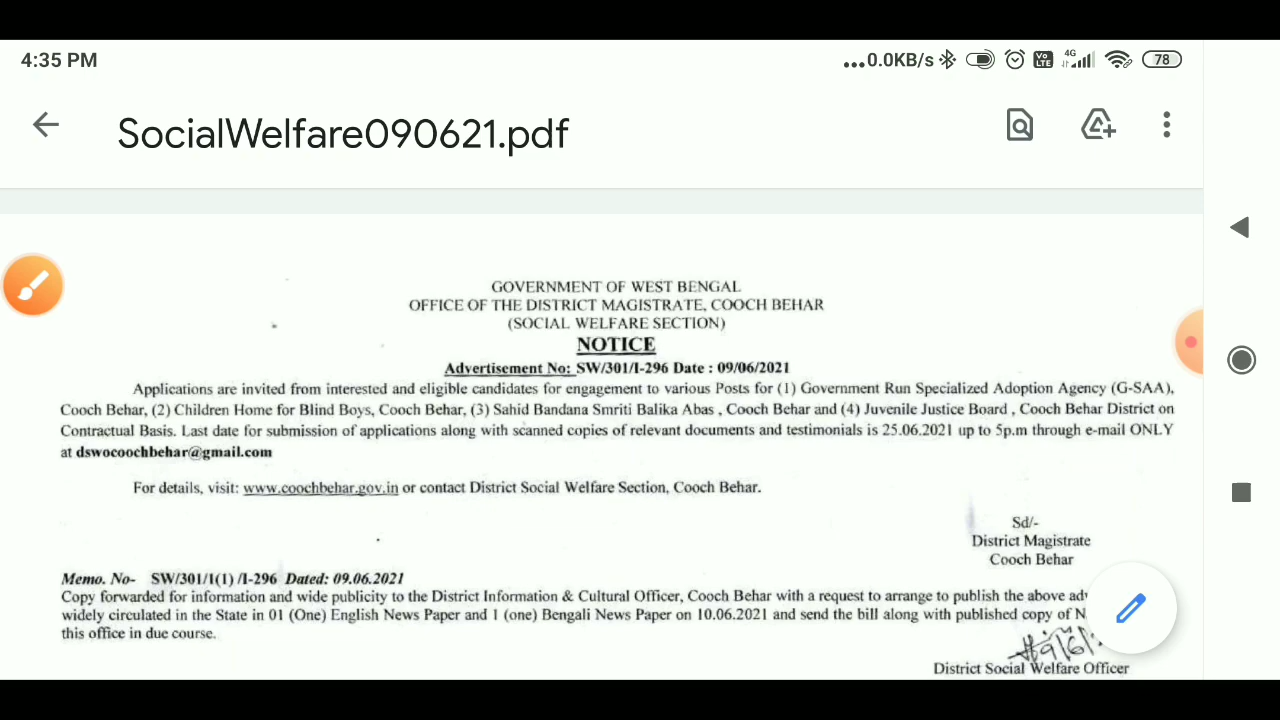 4:35 PM
...0.0KB/s Vo LTE 4G 78
SocialWelfare090621.pdf
GOVERNMENT OF WEST BENGAL
OFFICE OF THE DISTRICT MAGISTRATE, COOCH BEHAR
(SOCIAL WELFARE SECTION)
NOTICE
Advertisement No: SW/301/I-296 Date : 09/06/2021
Applications are invited from interested and eligible candidates for engagement to various Posts for (1) Government Run Specialized Adoption Agency (G-SAA),
Cooch Behar, (2) Children Home for Blind Boys, Cooch Behar, (3) Sahid Bandana Smriti Balika Abas , Cooch Behar and (4) Juvenile Justice Board , Cooch Behar District on
Contractual Basis. Last date for submission of applications along with scanned copies of relevant documents and testimonials is 25.06.2021 up to 5p.m through e-mail ONLY
at dswocoochbehar@gmail.com
For details, visit: www.coochbehar.gov.in or contact District Social Welfare Section, Cooch Behar.
Sd/-
District Magistrate
Cooch Behar
Memo. No- SW/301/1(1) /I-296 Dated: 09.06.2021
Copy forwarded for information and wide publicity to the District Information & Cultural Officer, Cooch Behar with a request to arrange to publish the above
widely circulated in the State in 01 (One) English News Paper and 1 (one) Bengali News Paper on 10.06.2021 and send the bill along with published copy of
this office in due course.
District Social Welfare Officer